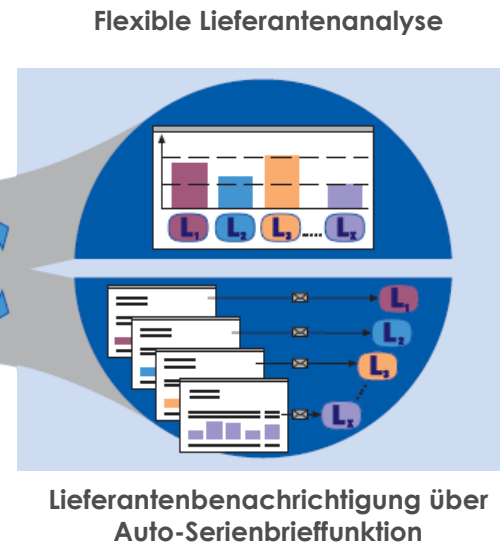 Flexible Lieferantenanalyse
L1 L2 L3 ..... LX
L1
L2
L3
LX
Lieferantenbenachrichtigung über
Auto-Serienbrieffunktion